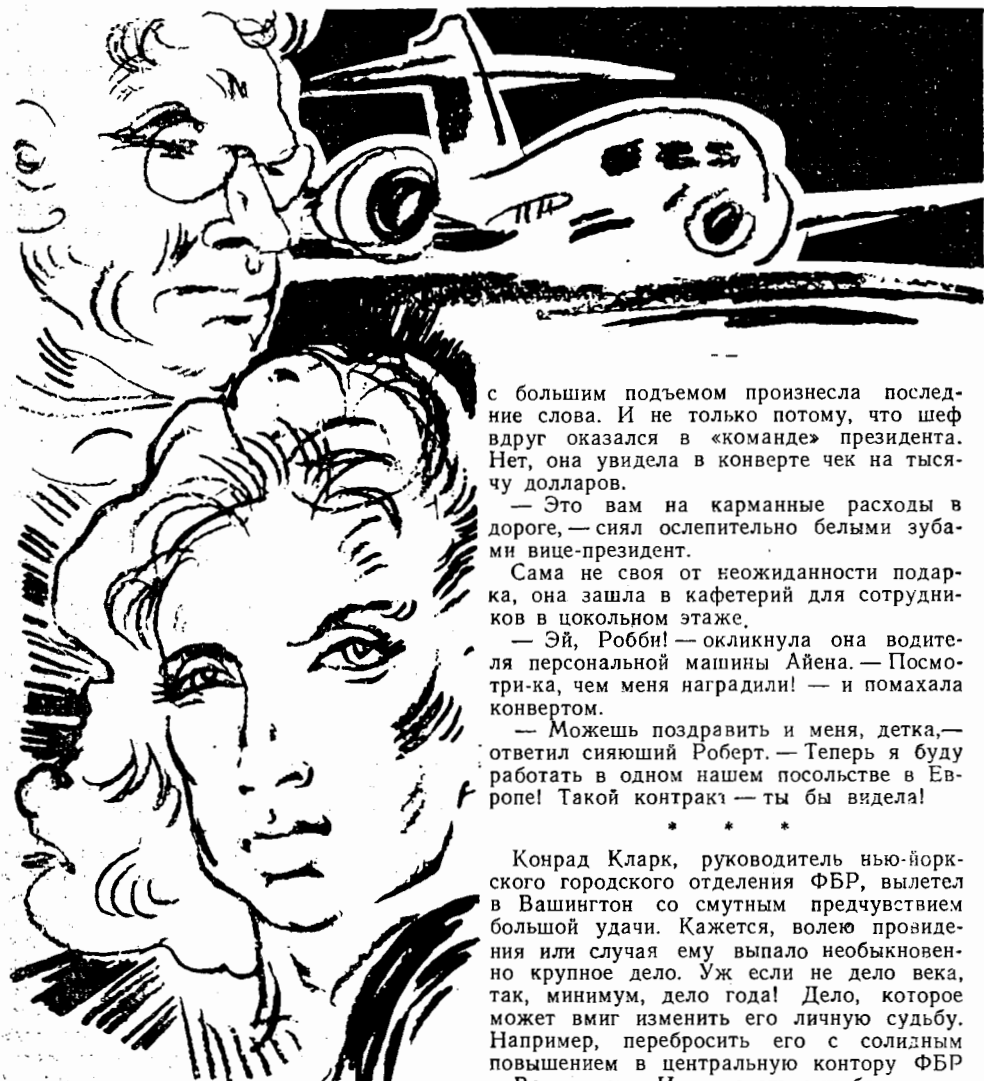 с большим подъемом произнесла послед-
ние слова. И не только потому, что шеф
вдруг оказался в «команде» президента.
Нет, она увидела в конверте чек на тыся-
чу долларов.
— Это вам на карманные расходы в
дороге, — сиял ослепительно белыми зуба-
ми вице-президент.
Сама не своя от неожиданности подар-
ка, она зашла в кафетерий для сотрудни-
ков в цокольном этаже.
— Эй, Робби! — окликнула она водите-
ля персональной машины Айена. — Посмо-
три-ка, чем меня наградили! — и помахала
конвертом.
— Можешь поздравить и меня, детка,—
ответил сияющий Роберт. — Теперь я буду
работать в одном нашем посольстве в Ев-
ропе! Такой контракт — ты бы видела!
* * *
Конрад Кларк, руководитель нью-йорк-
ского городского отделения ФБР, вылетел
в Вашингтон со смутным предчувствием
большой удачи. Кажется, волею провиде-
ния или случая ему выпало необыкновен-
но крупное дело. Уж если не дело века,
так, минимум, дело года! Дело, которое
может вмиг изменить его личную судьбу.
Например, перебросить его с солидным
повышением в центральную контору ФБР